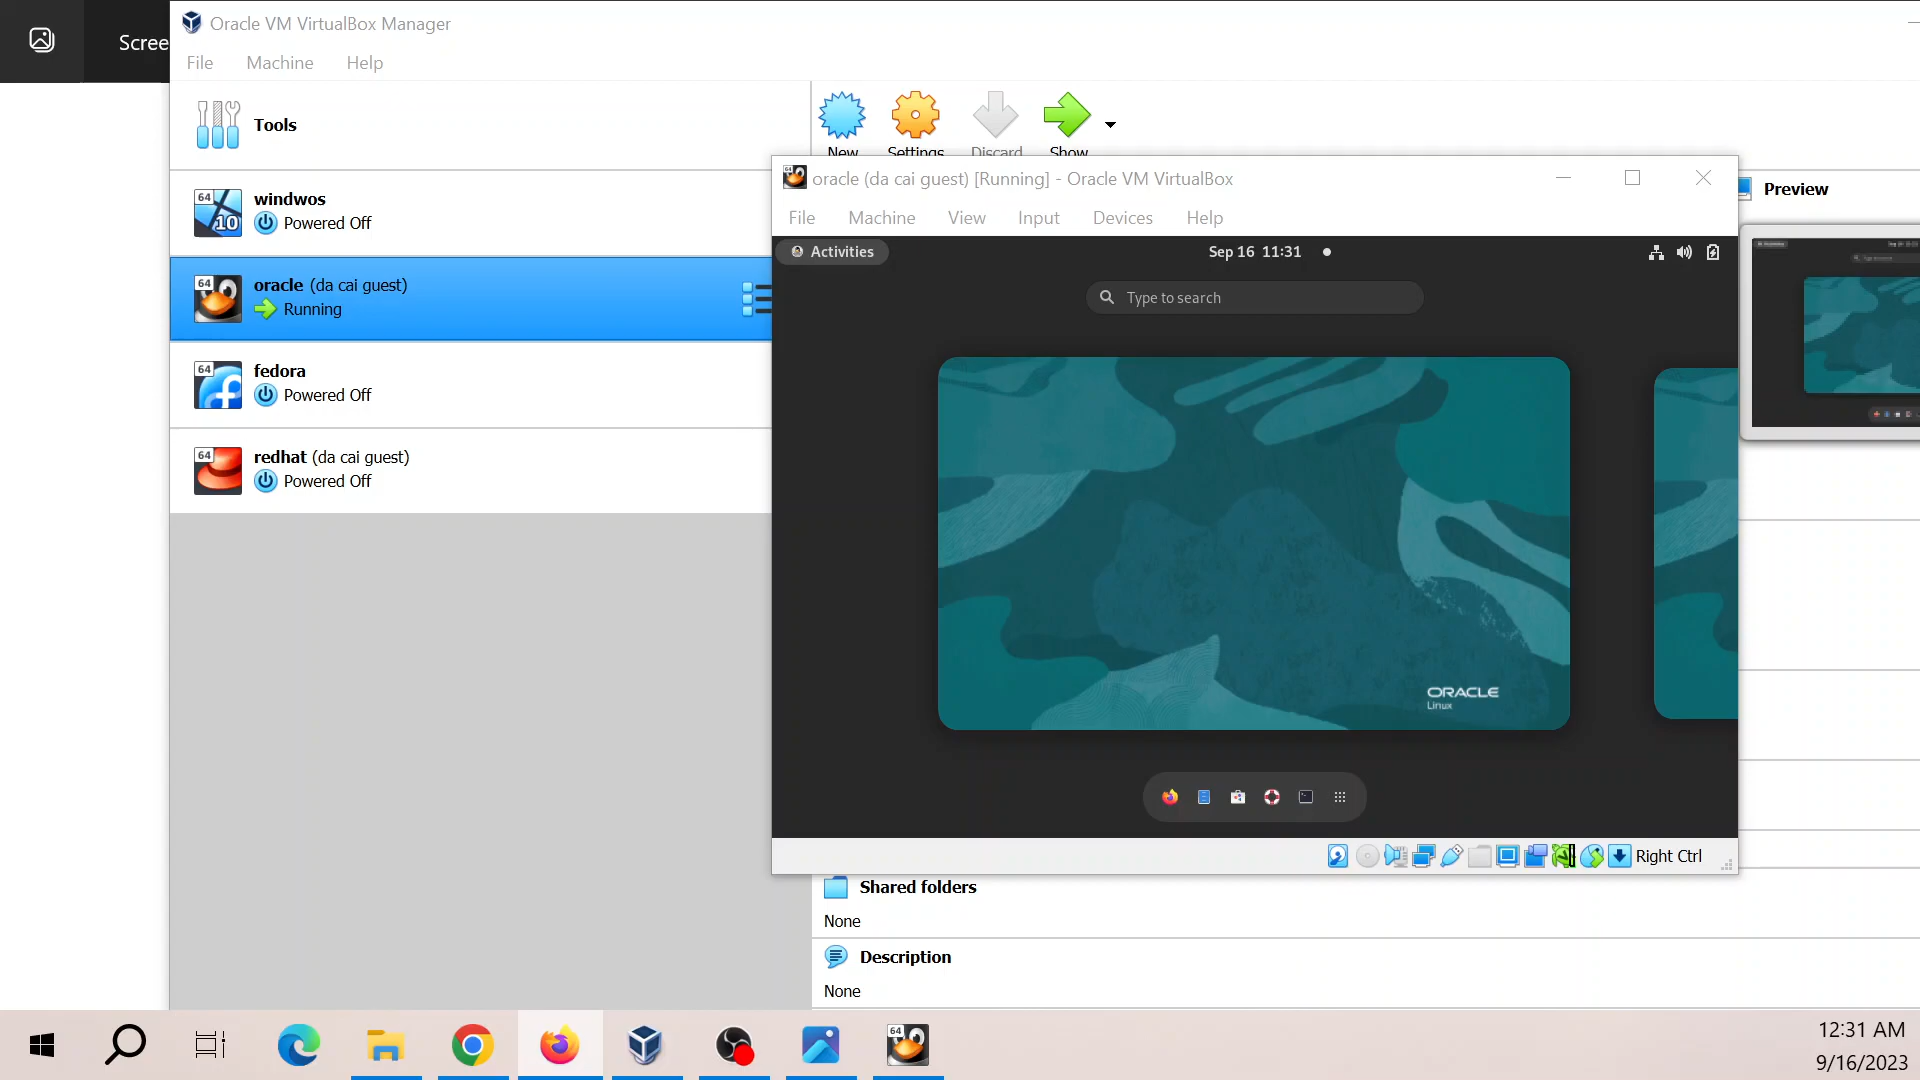 Scree
Oracle VM VirtualBox Manager
File Machine Help
Tools
New Settings Discard Show
64 10 windwos
Powered Off
64 oracle (da cai guest)
Running
64 fedora
Powered Off
64 redhat (da cai guest)
Powered Off
64 oracle (da cai guest) [Running] - Oracle VM VirtualBox
File Machine View Input Devices Help
Activities
Sep 16 11:31
Type to search
ORACLE
Linux
Right Ctrl
Preview
Shared folders
None
Description
None
64
12:31 AM
9/16/2023